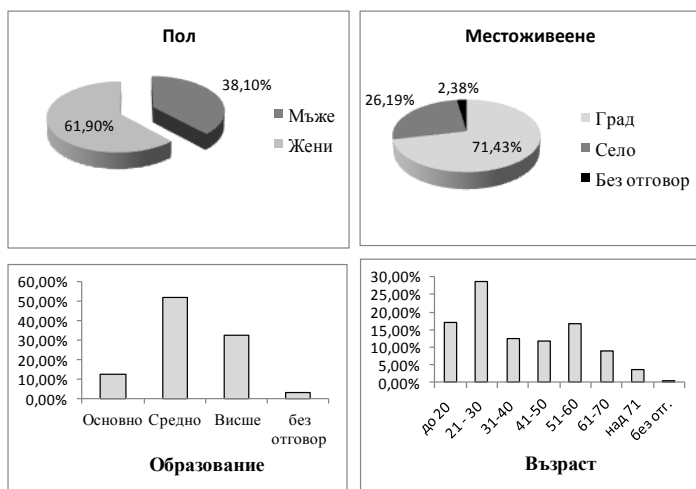 Пол
38,10%
61,90%
Мъже
Жени
Местоживеене
2,38%
26,19%
71,43%
Град
Село
Без отговор
60,00%
50,00%
40,00%
30,00%
20,00%
10,00%
0,00%
Основно Средно Висше без
отговор
Образование
30,00%
25,00%
20,00%
15,00%
10,00%
5,00%
0,00%
до 20
21 - 30
31-40
41-50
51-60
61-70
над 71
без отг.
Възраст